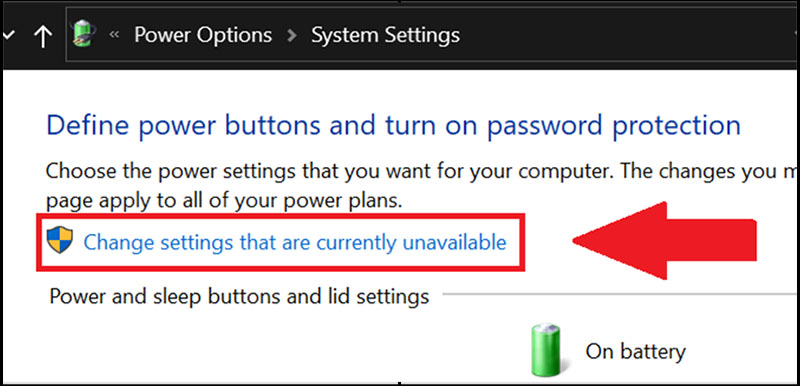 « Power Options > System Settings
Define power buttons and turn on password protection
Choose the power settings that you want for your computer. The changes you
page apply to all of your power plans.
Change settings that are currently unavailable
Power and sleep buttons and lid settings
On battery